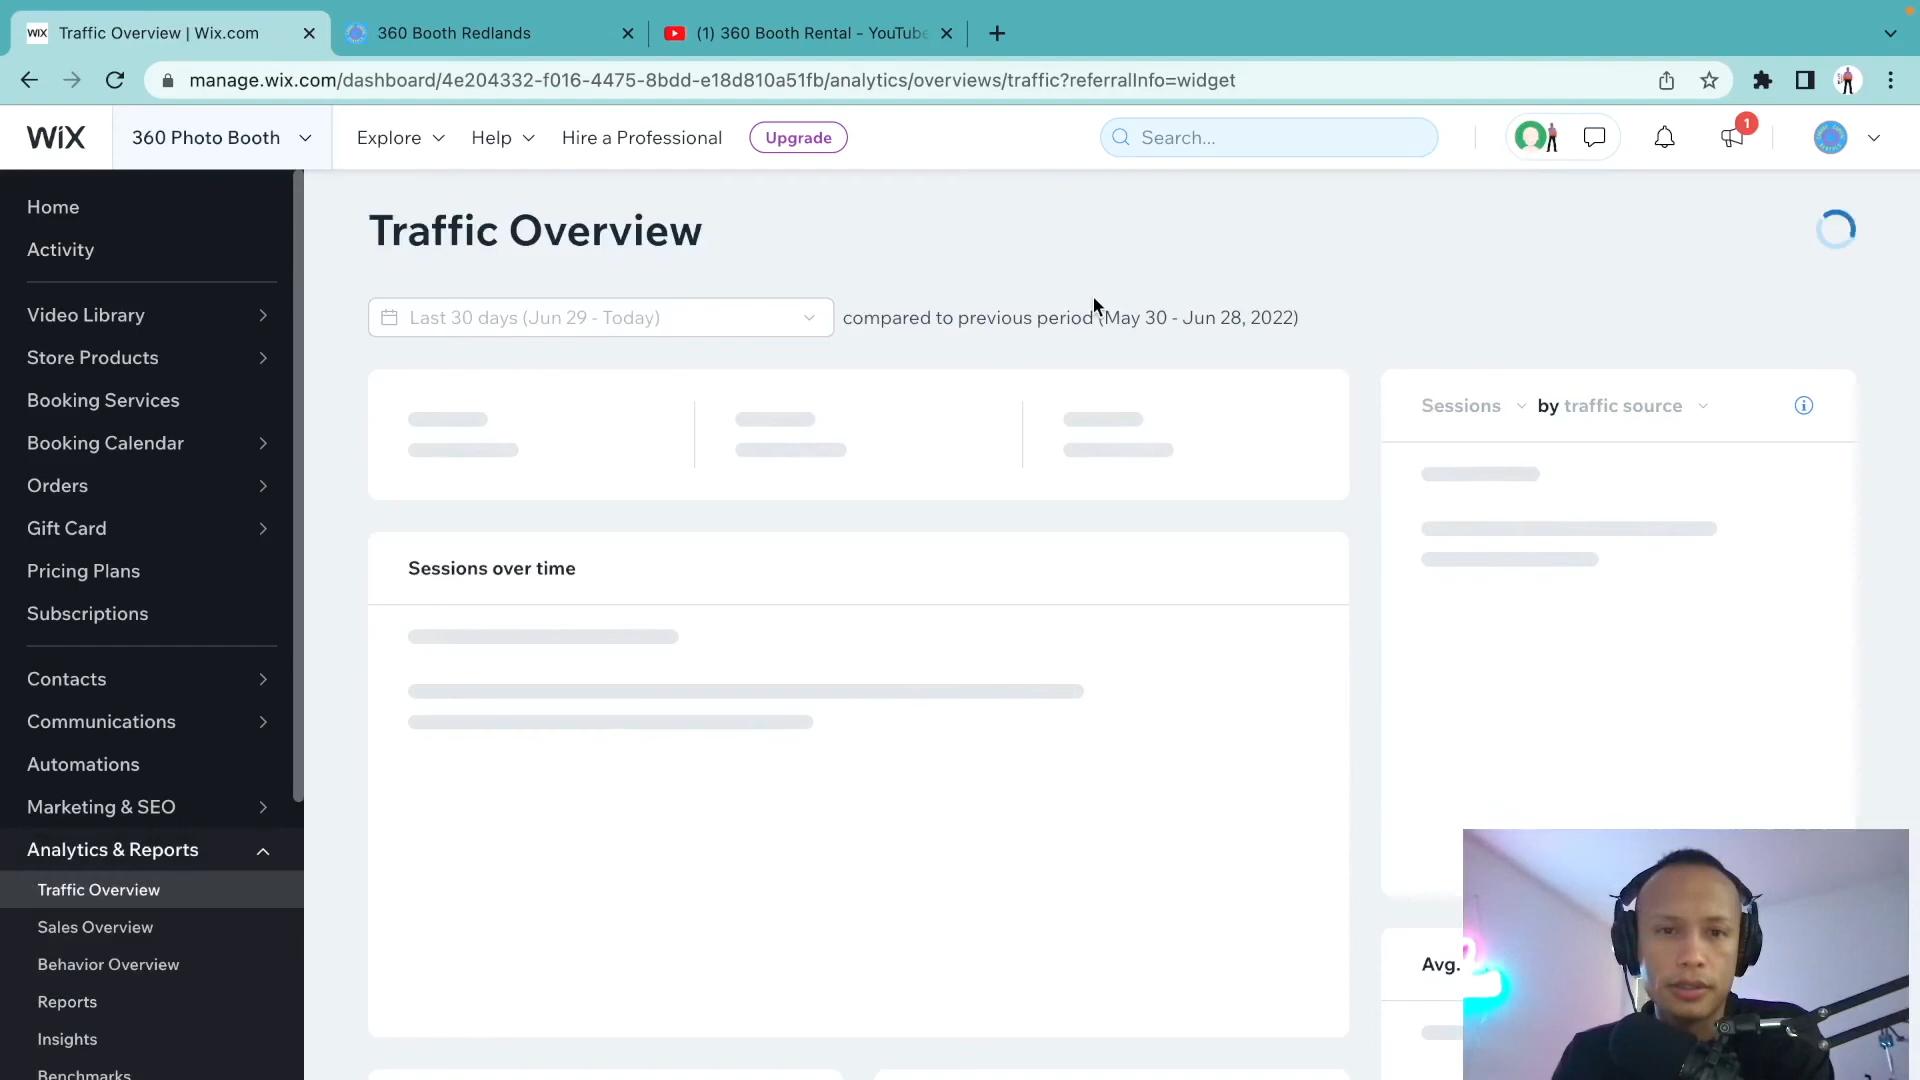 WIX Traffic Overview | Wix.com
360 Booth Redlands
(1) 360 Booth Rental - YouTube
manage.wix.com/dashboard/4e204332-f016-4475-8bdd-e18d810a51fb/analytics/overviews/traffic?referralInfo=widget
WIX
360 Photo Booth
Explore
Help
Hire a Professional
Upgrade
Search...
1
Home
Activity
Video Library
Store Products
Booking Services
Booking Calendar
Orders
Gift Card
Pricing Plans
Subscriptions
Contacts
Communications
Automations
Marketing & SEO
Analytics & Reports
Traffic Overview
Sales Overview
Behavior Overview
Reports
Insights
Benchmarks
Traffic Overview
Last 30 days (Jun 29 - Today)
compared to previous period (May 30 - Jun 28, 2022)
Sessions over time
Sessions by traffic source
Avg.